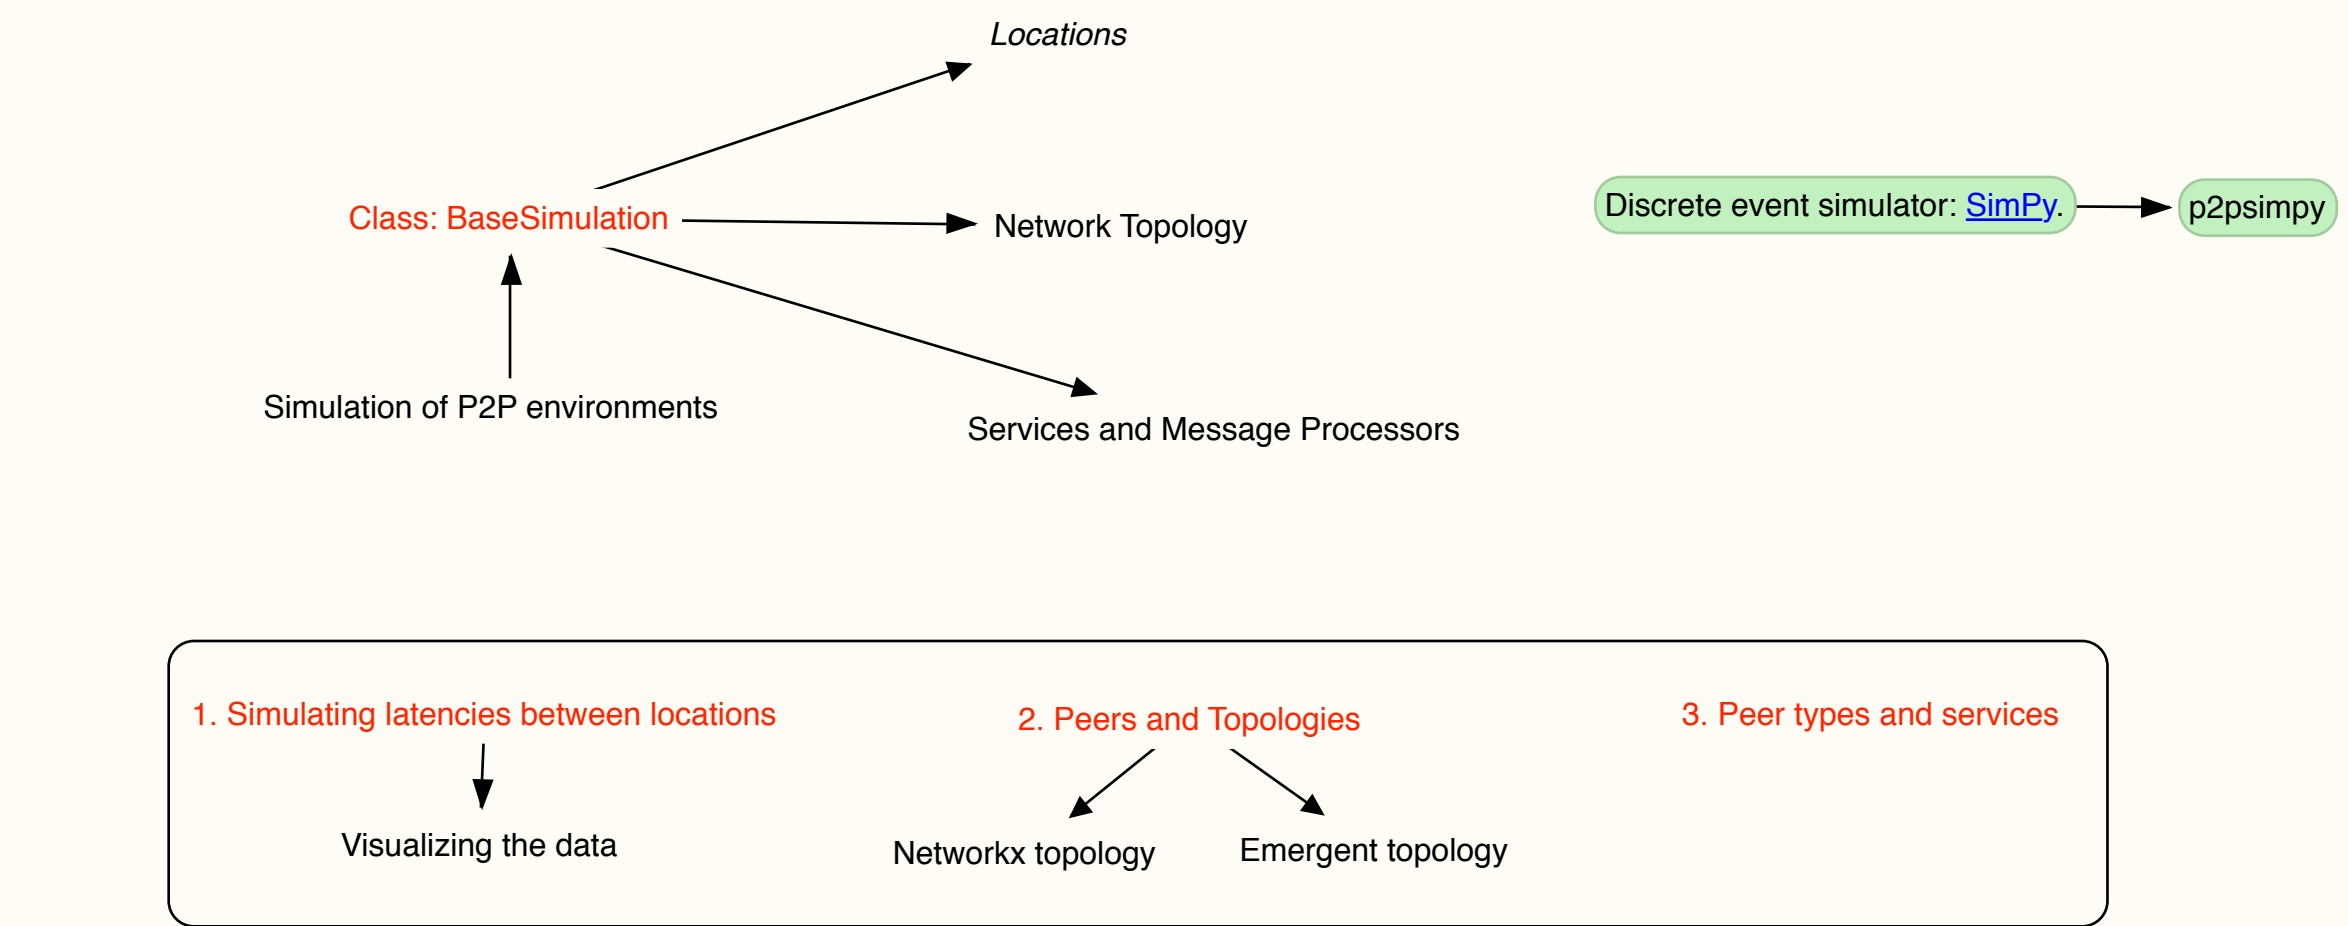 Locations
Class: BaseSimulation
Network Topology
Discrete event simulator: SimPy.
p2psimpy
Simulation of P2P environments
Services and Message Processors
1. Simulating latencies between locations
2. Peers and Topologies
3. Peer types and services
Visualizing the data
Networkx topology
Emergent topology